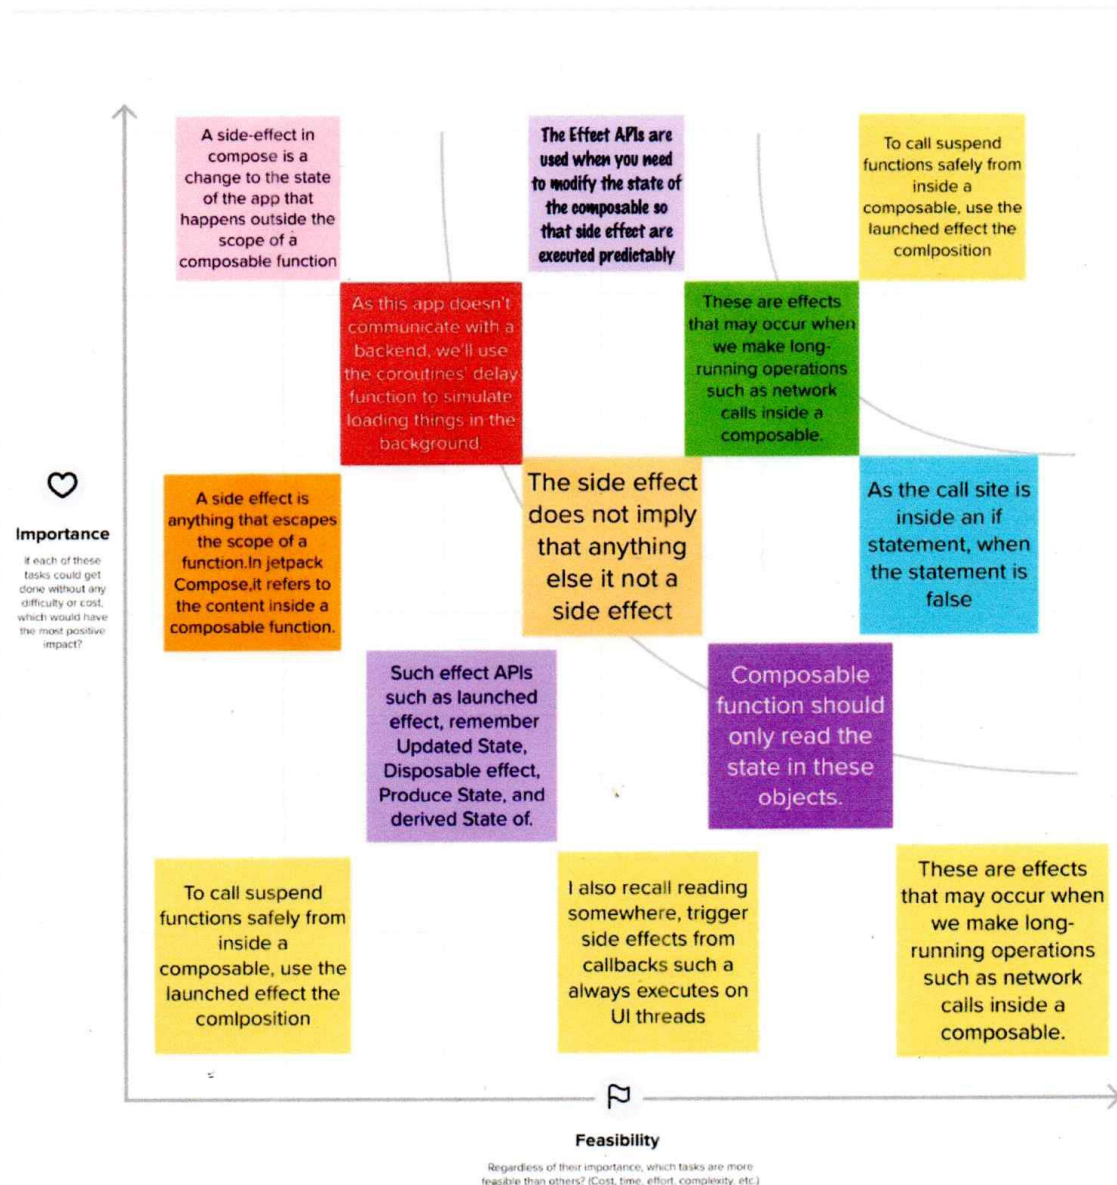 A side-effect in
compose is a
change to the state
of the app that
happens outside the
scope of a
composable function
The Effect APIs are
used when you need
to modify the state of
the composable so
that side effect are
executed predictably
To call suspend
functions safely from
inside a
composable, use the
launched effect the
comlposition
As this app doesn't
communicate with a
backend, we'll use
the coroutines' delay
function to simulate
loading things in the
background.
These are effects
that may occur when
we make long-
running operations
such as network
calls inside a
composable.
Importance
If each of these
tasks could get
done without any
difficulty or cost,
which would have
the most positive
impact?
A side effect is
anything that escapes
the scope of a
function.In jetpack
Compose,it refers to
the content inside a
composable function.
The side effect
does not imply
that anything
else it not a
side effect
As the call site is
inside an if
statement, when
the statement is
false
Such effect APIs
such as launched
effect, remember
Updated State,
Disposable effect,
Produce State, and
derived State of.
Composable
function should
only read the
state in these
objects.
To call suspend
functions safely from
inside a
composable, use the
launched effect the
comlposition
I also recall reading
somewhere, trigger
side effects from
callbacks such a
always executes on
UI threads
These are effects
that may occur when
we make long-
running operations
such as network
calls inside a
composable.
Feasibility
Regardless of their importance, which tasks are more
feasible than others? (Cost, time, effort, complexity, etc.)